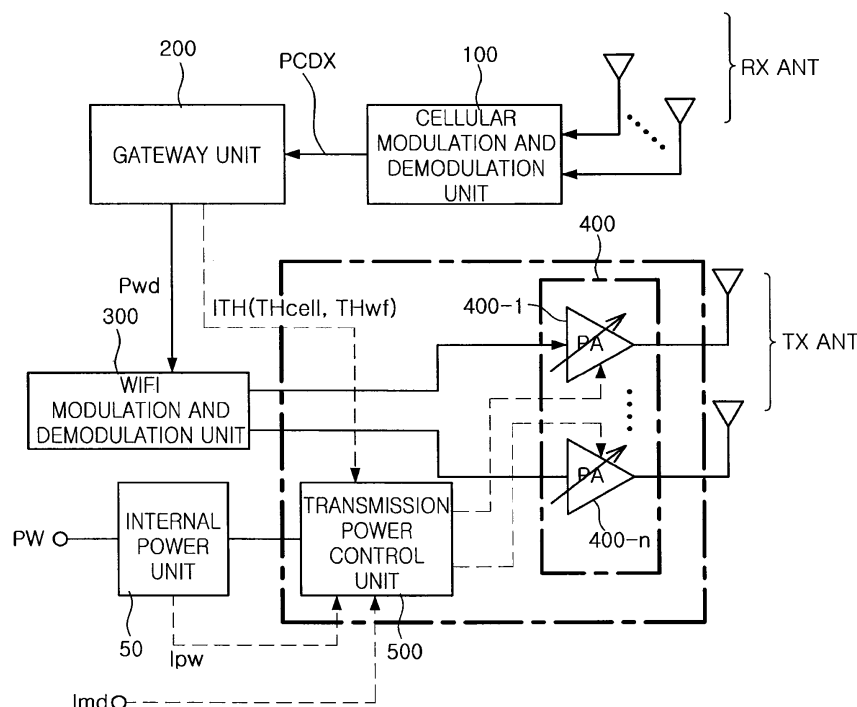 200
PCDX
100
RX ANT
GATEWAY UNIT
CELLULAR
MODULATION AND
DEMODULATION
UNIT
400
Pwd
ITH(THcell, THwf)
400-1
PA
TX ANT
300
WIFI
MODULATION AND
DEMODULATION UNIT
PA
400-n
PW
INTERNAL
POWER
UNIT
TRANSMISSION
POWER
CONTROL
UNIT
50
Ipw
500
Imd